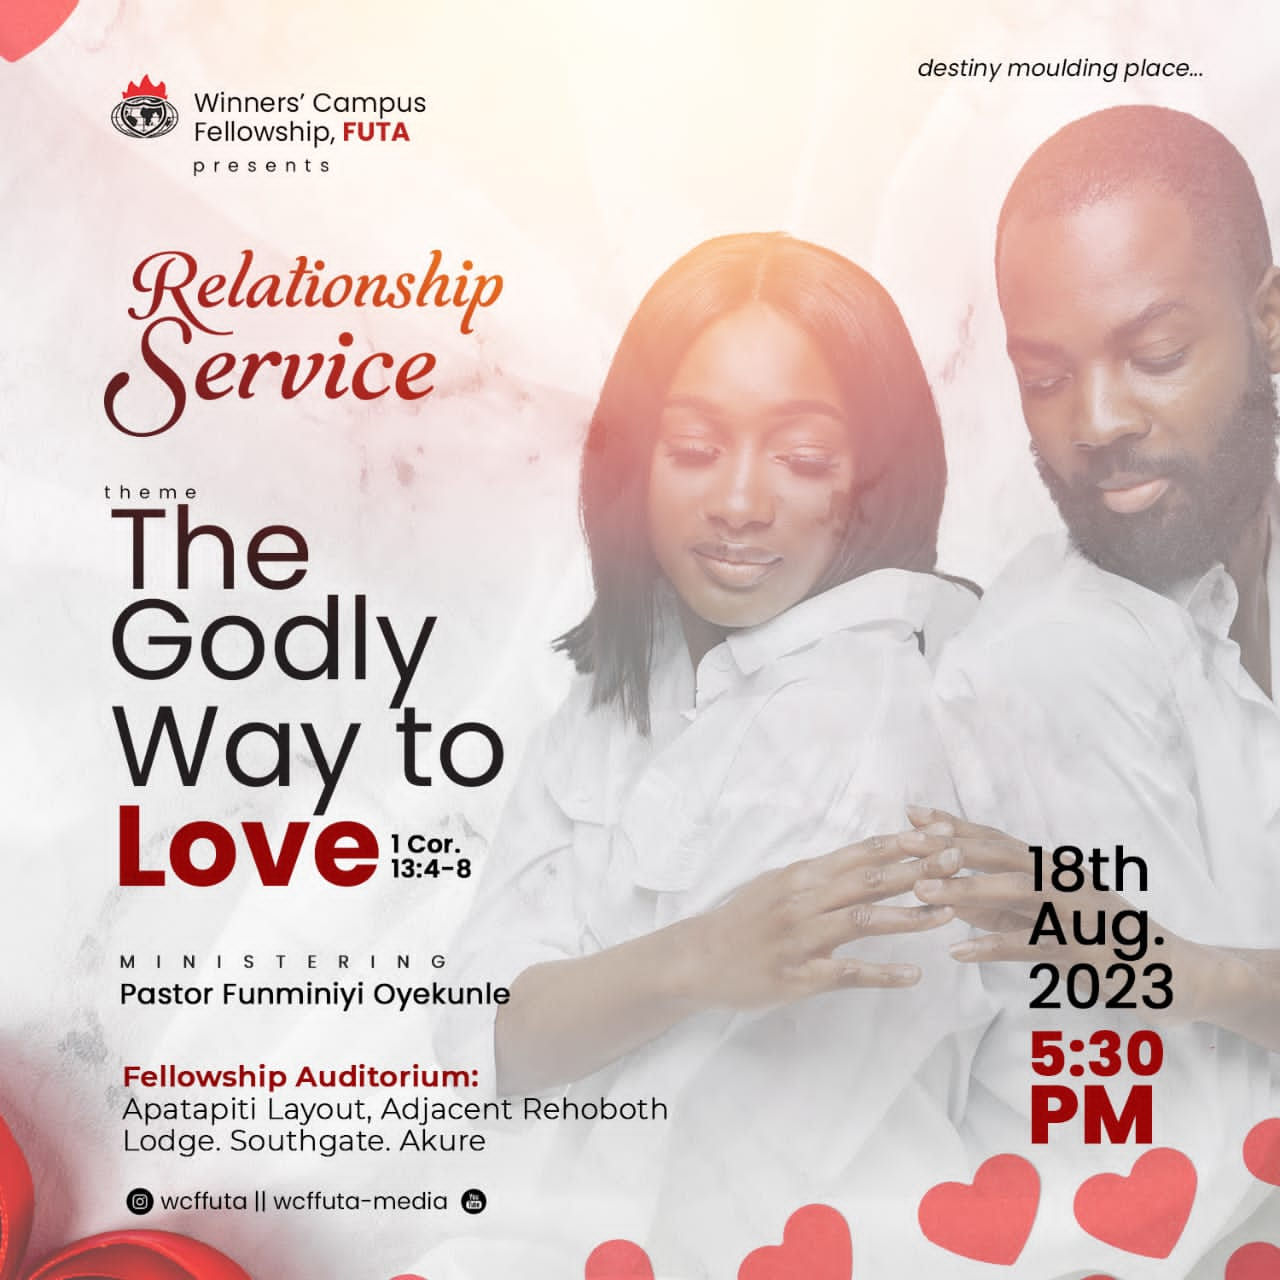 destiny moulding place...
Winners' Campus
Fellowship, FUTA
presents
Relationship
Service
theme
The
Godly
Way to
Love
1 Cor.
13:4-8
MINISTERING
Pastor Funminiyi Oyekunle
Fellowship Auditorium:
Apatapiti Layout, Adjacent Rehoboth
Lodge. Southgate. Akure
wcffuta || wcffuta-media
You
Tube
18th
Aug.
2023
5:30
PM